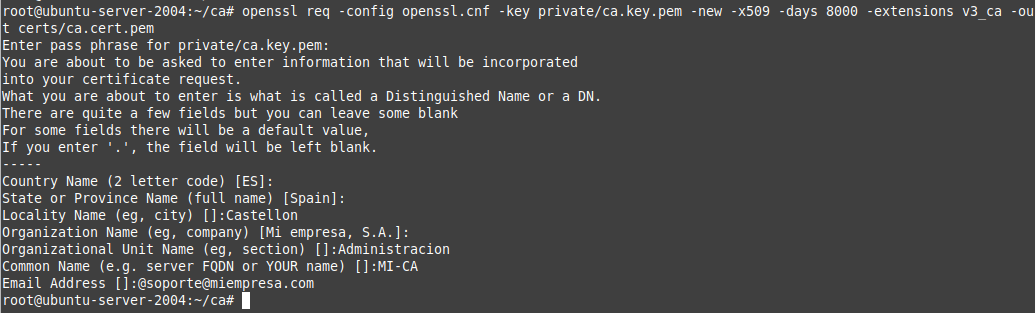 root@ubuntu-server-2004:~/ca# openssl req -config openssl.cnf -key private/ca.key.pem -new -x509 -days 8000 -extensions v3_ca -ou
t certs/ca.cert.pem
Enter pass phrase for private/ca.key.pem:
You are about to be asked to enter information that will be incorporated
into your certificate request.
What you are about to enter is what is called a Distinguished Name or a DN.
There are quite a few fields but you can leave some blank
For some fields there will be a default value,
If you enter '.', the field will be left blank.
-----
Country Name (2 letter code) [ES]:
State or Province Name (full name) [Spain]:
Locality Name (eg, city) []:Castellon
Organization Name (eg, company) [Mi empresa, S.A.]:
Organizational Unit Name (eg, section) []:Administracion
Common Name (e.g. server FQDN or YOUR name) []:MI-CA
Email Address []:@soporte@miempresa.com
root@ubuntu-server-2004:~/ca#